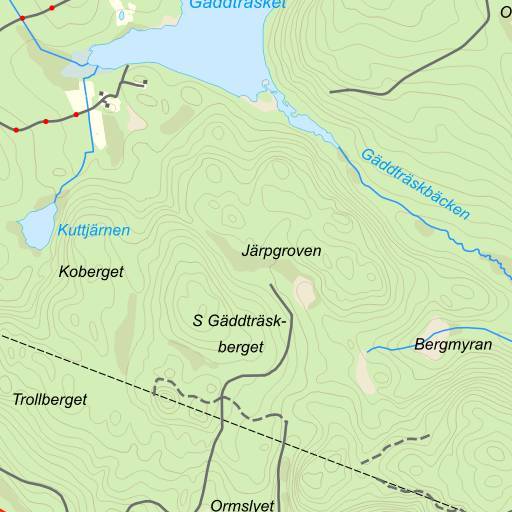 Gäddträsket
Gäddträskbäcken
Kuttjärnen
Järpgroven
Koberget
S Gäddträsk-
berget
Bergmyran
Trollberget
Ormslyet